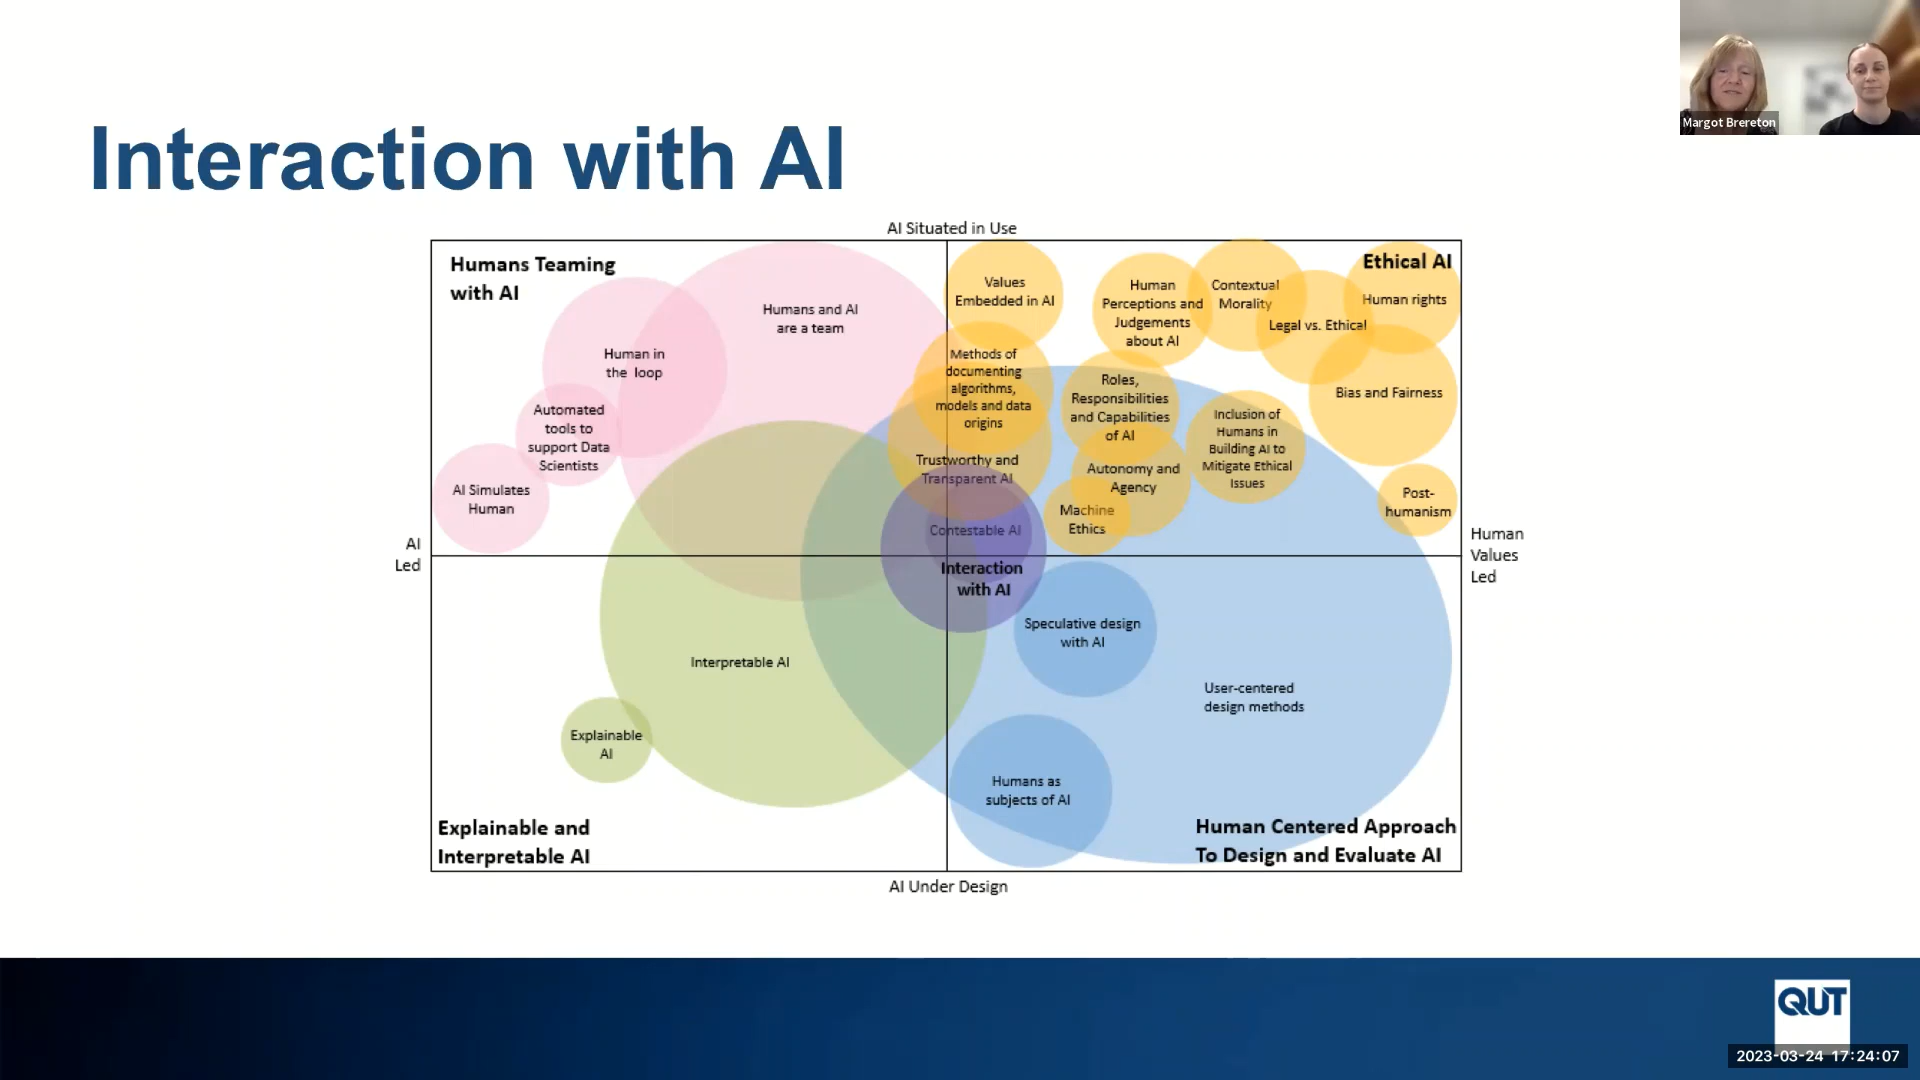 Margot Brereton
Interaction with AI
AI Situated in Use
Humans Teaming
with AI
Ethical AI
Humans and AI
are a team
Human in
the loop
Automated
tools to
support Data
Scientists
AI Simulates
Human
Values
Embedded in AI
Human
Perceptions and
Judgements
about AI
Contextual
Morality
Legal vs. Ethical
Human rights
Bias and Fairness
Methods of
documenting
algorithms,
models and data
origins
Roles,
Responsibilities
and Capabilities
of AI
Inclusion of
Humans in
Building AI to
Mitigate Ethical
Issues
Trustworthy and
Transparent AI
Autonomy and
Agency
Machine
Ethics
Post-
humanism
Contestable AI
AI
Led
Human
Values
Led
Interaction
with AI
Speculative design
with AI
Interpretable AI
User-centered
design methods
Explainable
AI
Humans as
subjects of AI
Explainable and
Interpretable AI
Human Centered Approach
To Design and Evaluate AI
AI Under Design
QUT
2023-03-24 17:24:07